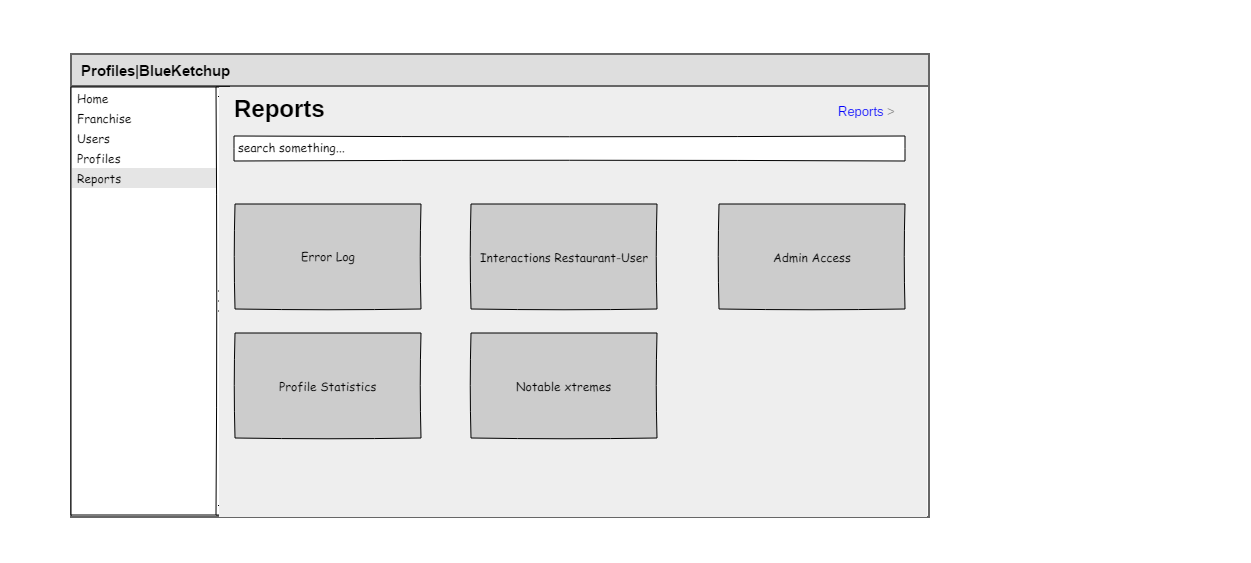 Profiles|BlueKetchup
Home
Franchise
Users
Profiles
Reports
Reports
Reports >
search something...
Error Log
Interactions Restaurant-User
Admin Access
Profile Statistics
Notable xtremes